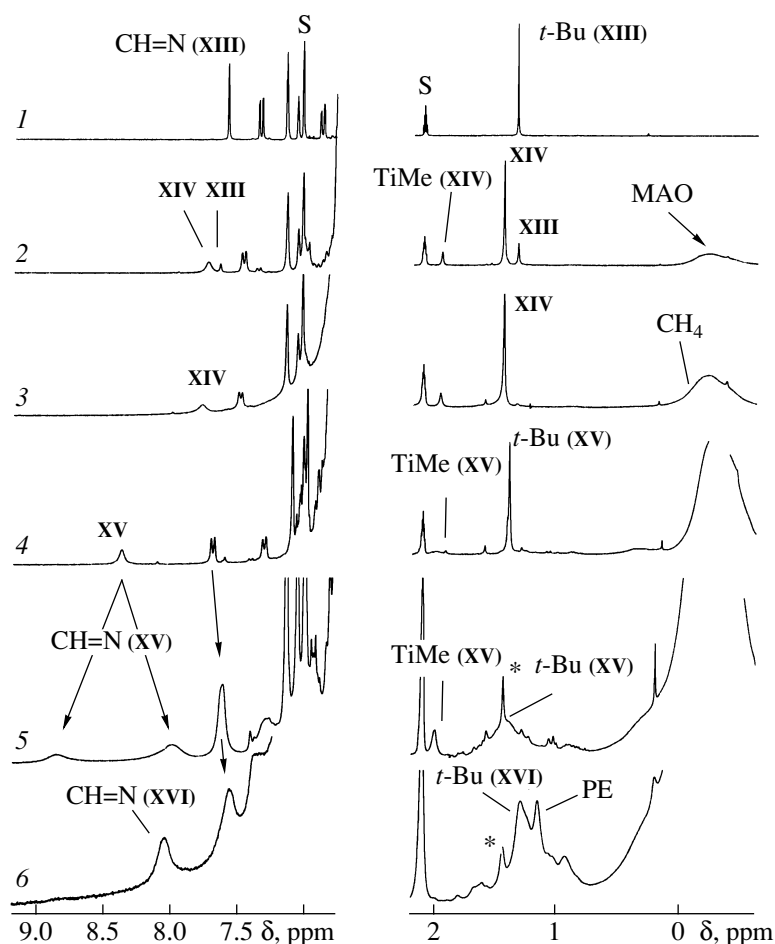 CH=N (XIII)
S
t-Bu (XIII)
S
1
XIV
XIV XIII
TiMe (XIV)
XIII
MAO
2
XIV
XIV
CH4
3
t-Bu (XV)
TiMe (XV)
XV
4
CH=N (XV)
TiMe (XV)
* t-Bu (XV)
5
t-Bu (XVI)
PE
CH=N (XVI)
*
6
9.0 8.5 8.0 7.5 δ, ppm
2 1 0 δ, ppm